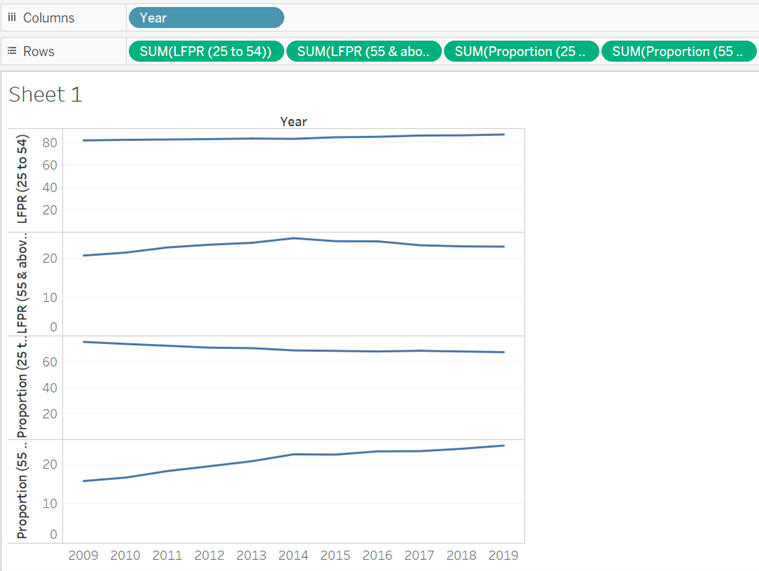 Columns Year
Rows SUM(LFPR (25 to 54)) SUM(LFPR (55 & abo.. SUM(Proportion (25 .. SUM(Proportion (55 ..
Sheet 1
Year
LFPR (25 to 54)
80
60
40
20
LFPR (55 & abov..
20
10
0
Proportion (25 t..
60
40
20
Proportion (55 ..
20
10
0
2009 2010 2011 2012 2013 2014 2015 2016 2017 2018 2019